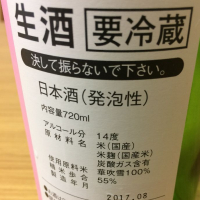 生酒 要冷蔵
決して振らないで下さい。
日本酒(発泡性)
内容量720ml
アルコール分 14度
原材料名 米(国産)
米麹(国産米)
炭酸ガス含有
使用原料米 華吹雪100%
精米歩合 55%
製造年月
2017.08